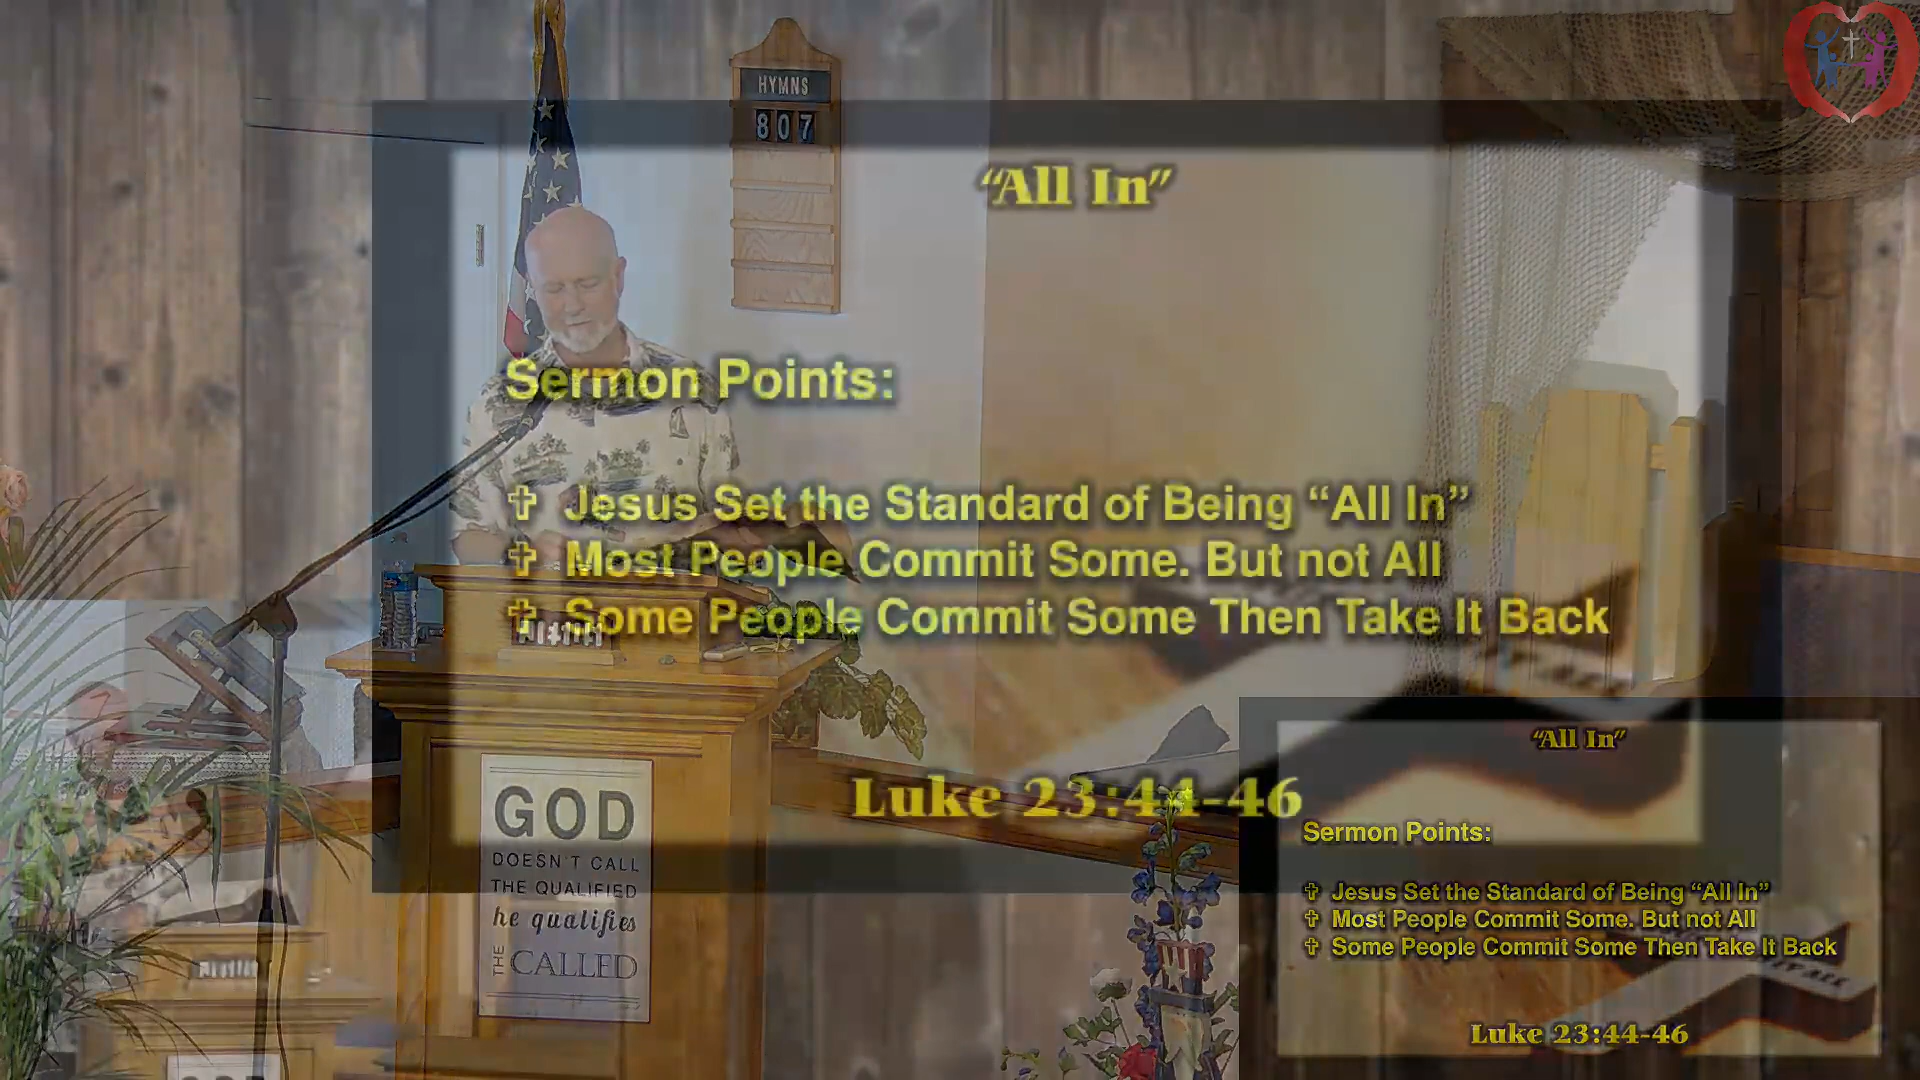 HYMNS
807
“All In”
Sermon Points:
✞ Jesus Set the Standard of Being “All In”
✞ Most People Commit Some. But not All
✞ Some People Commit Some Then Take It Back
Luke 23:44-46
GOD
DOESN'T CALL
THE QUALIFIED
he qualifies
THE CALLED
“All In”
Sermon Points:
✞ Jesus Set the Standard of Being “All In”
✞ Most People Commit Some. But not All
✞ Some People Commit Some Then Take It Back
Luke 23:44-46
GOD